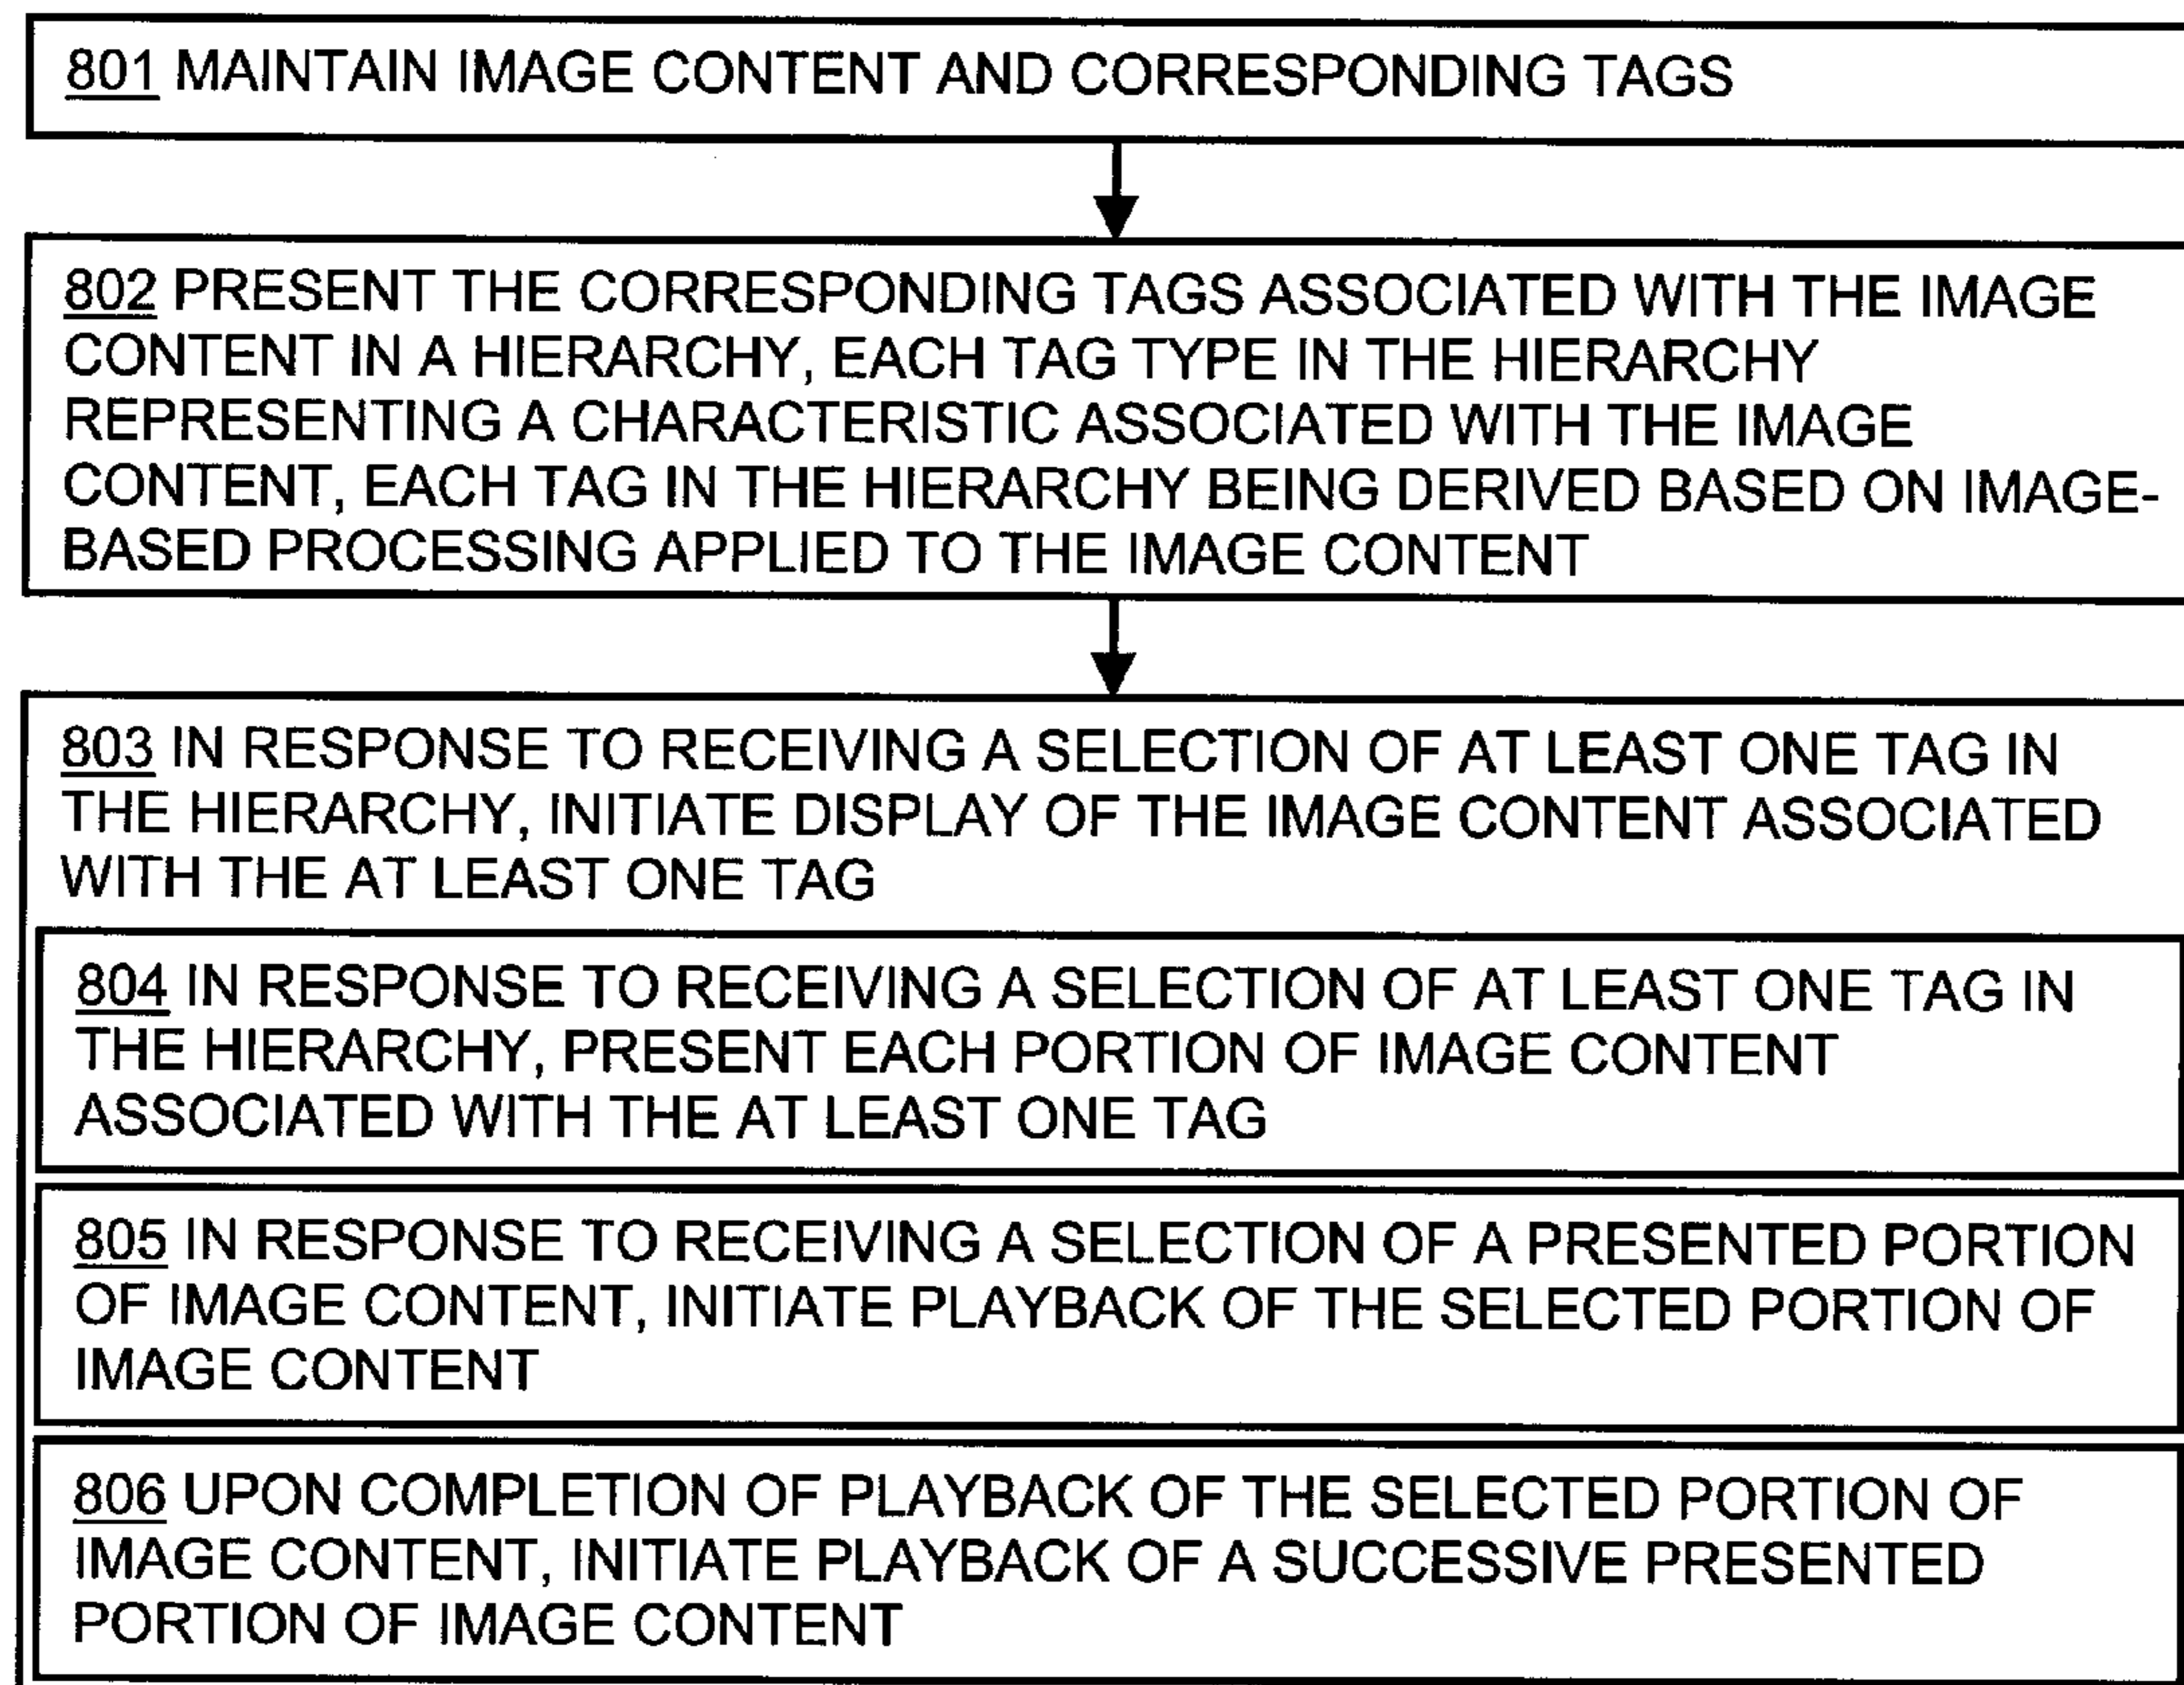 801 MAINTAIN IMAGE CONTENT AND CORRESPONDING TAGS
802 PRESENT THE CORRESPONDING TAGS ASSOCIATED WITH THE IMAGE
CONTENT IN A HIERARCHY, EACH TAG TYPE IN THE HIERARCHY
REPRESENTING A CHARACTERISTIC ASSOCIATED WITH THE IMAGE
CONTENT, EACH TAG IN THE HIERARCHY BEING DERIVED BASED ON IMAGE-
BASED PROCESSING APPLIED TO THE IMAGE CONTENT
803 IN RESPONSE TO RECEIVING A SELECTION OF AT LEAST ONE TAG IN
THE HIERARCHY, INITIATE DISPLAY OF THE IMAGE CONTENT ASSOCIATED
WITH THE AT LEAST ONE TAG
804 IN RESPONSE TO RECEIVING A SELECTION OF AT LEAST ONE TAG IN
THE HIERARCHY, PRESENT EACH PORTION OF IMAGE CONTENT
ASSOCIATED WITH THE AT LEAST ONE TAG
805 IN RESPONSE TO RECEIVING A SELECTION OF A PRESENTED PORTION
OF IMAGE CONTENT, INITIATE PLAYBACK OF THE SELECTED PORTION OF
IMAGE CONTENT
806 UPON COMPLETION OF PLAYBACK OF THE SELECTED PORTION OF
IMAGE CONTENT, INITIATE PLAYBACK OF A SUCCESSIVE PRESENTED
PORTION OF IMAGE CONTENT